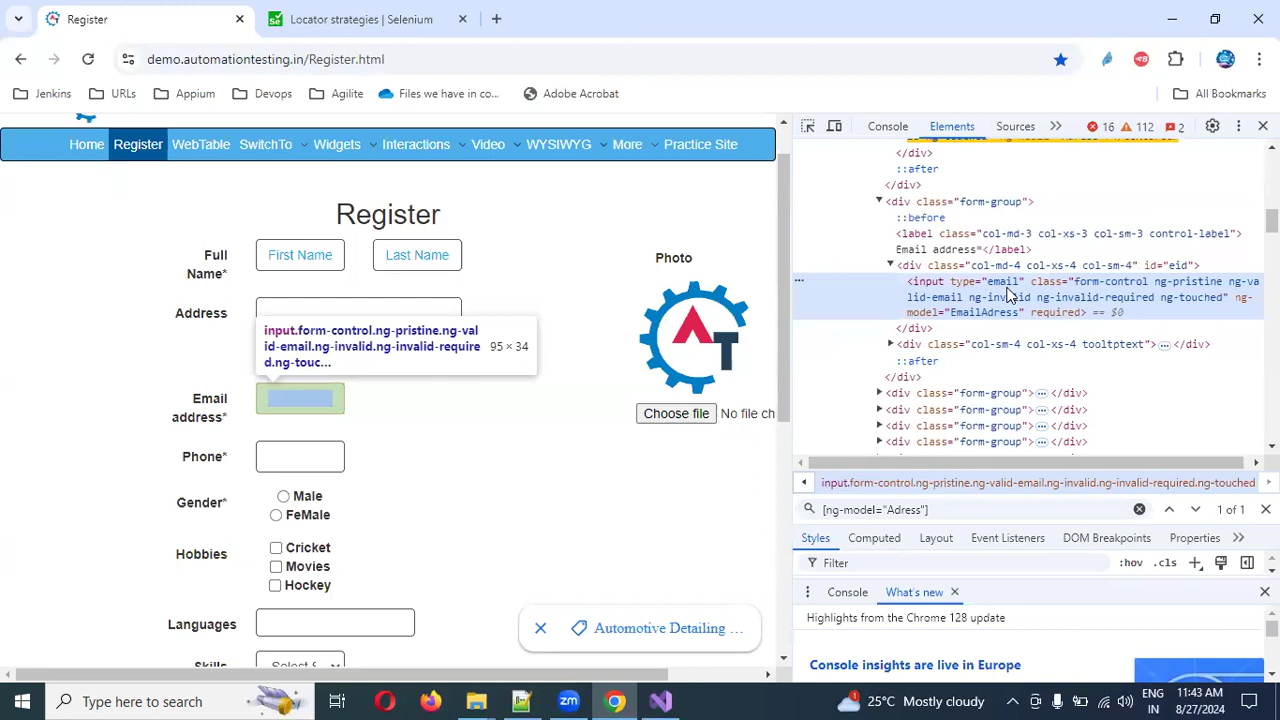 Register
Locator strategies | Selenium
demo.automationtesting.in/Register.html
Jenkins
URLs
Appium
Devops
Agilite
Files we have in co...
Adobe Acrobat
All Bookmarks
Home Register WebTable SwitchTo Widgets Interactions Video WYSIWYG More Practice Site
Register
Full
Name*
First Name
Last Name
Photo
Address
input.form-control.ng-pristine.ng-val
id-email.ng-invalid.ng-invalid-require
d.ng-touc...
95 × 34
Email
address*
Choose file No file ch
Phone*
Gender*
Male
FeMale
Hobbies
Cricket
Movies
Hockey
Languages
Automotive Detailing ...
Console Elements Sources
16 112 2
</div>
::after
</div>
<div class="form-group">
::before
<label class="col-md-3 col-xs-3 col-sm-3 control-label">
Email address*</label>
<div class="col-md-4 col-xs-4 col-sm-4" id="eid">
<input type="email" class="form-control ng-pristine ng-va
lid-email ng-invalid ng-invalid-required ng-touched" ng-
model="EmailAdress" required> == $0
</div>
<div class="col-sm-4 col-xs-4 tooltptext">…</div>
::after
</div>
<div class="form-group">…</div>
<div class="form-group">…</div>
<div class="form-group">…</div>
<div class="form-group">…</div>
input.form-control.ng-pristine.ng-valid-email.ng-invalid.ng-invalid-required.ng-touched
[ng-model="Adress"]
1 of 1
Styles Computed Layout Event Listeners DOM Breakpoints Properties
Filter
:hov .cls
Console What's new
Highlights from the Chrome 128 update
Console insights are live in Europe
Type here to search
25°C Mostly cloudy
ENG
IN
11:43 AM
8/27/2024